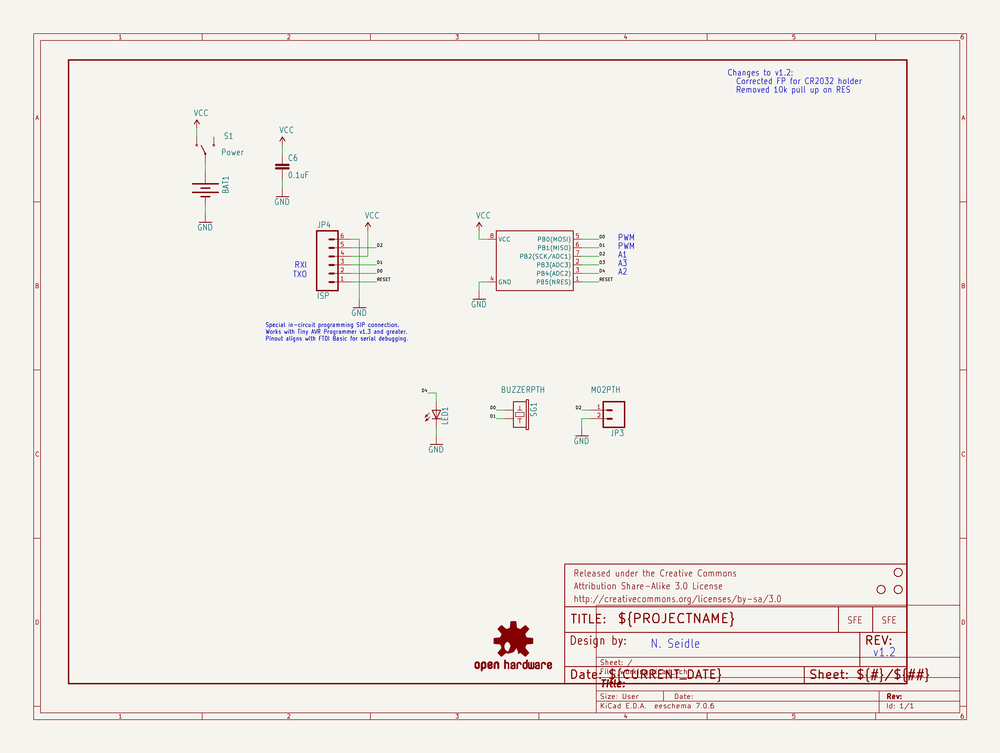 1 2 3 4 5 6
Changes to v1.2:
Corrected FP for CR2032 holder
Removed 10k pull up on RES
A A
VCC
S1
Power
BAT1
GND
VCC
C6
0.1uF
GND
B B
JP4
VCC
6
5
4
3
2
1
D2
D1
D0
RESET
RXI
TXO
ISP
GND
Special in-circuit programming SIP connection.
Works with Tiny AVR Programmer v1.3 and greater.
Pinout aligns with FTDI Basic for serial debugging.
VCC
8 VCC PB0(MOSI) 5 D0 PWM
PB1(MISO) 6 D1 PWM
PB2(SCK/ADC1) 7 D2 A1
PB3(ADC3) 2 D3 A3
PB4(ADC2) 3 D4 A2
4 GND PB5(NRES) 1 RESET
GND
C C
D4
LED1
GND
BUZZERPTH
D0
D1
SG1
M02PTH
D2 1
2
GND
JP3
D D
Released under the Creative Commons
Attribution Share-Alike 3.0 License
http://creativecommons.org/licenses/by-sa/3.0
TITLE: ${PROJECTNAME}
SFE SFE
Design by: N. Seidle
REV:
v1.2
open hardware
Sheet: /
Date: ${CURRENT_DATE}
Sheet: ${#}/${##}
Title:
Size: User Date: Rev:
KiCad E.D.A. eeschema 7.0.6 Id: 1/1
1 2 3 4 5 6